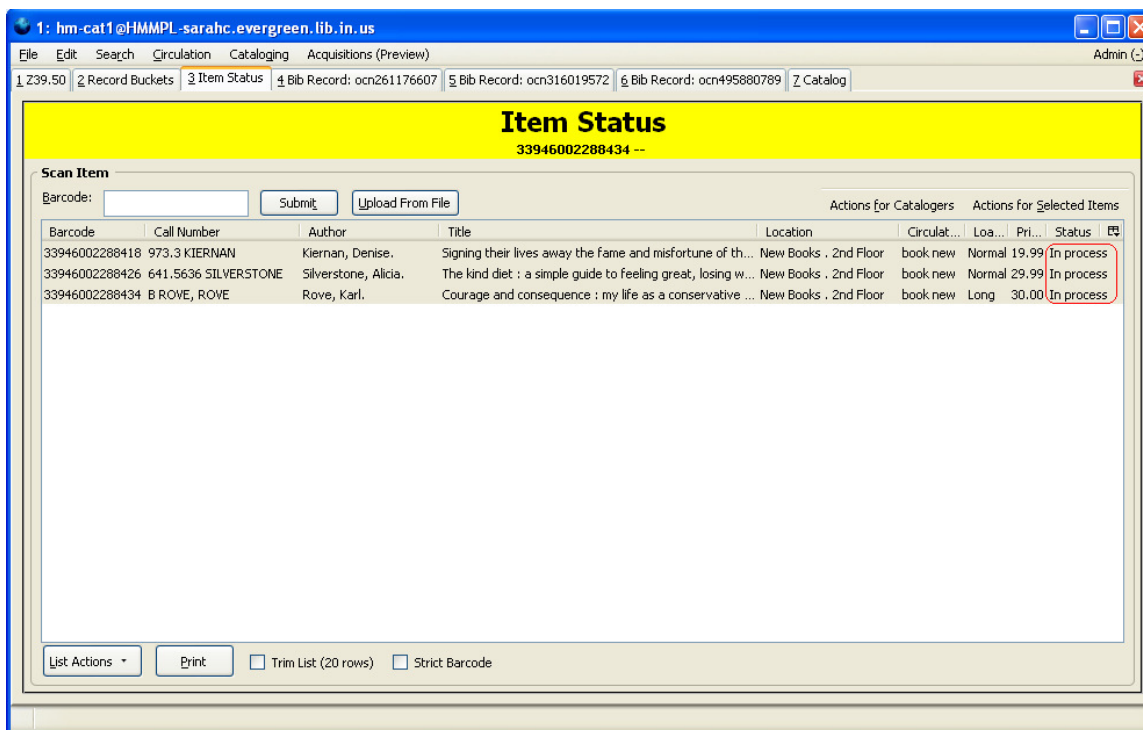 1: hm-cat1@HMMPL-sarahc.evergreen.lib.in.us
File Edit Search Circulation Cataloging Acquisitions (Preview) Admin (-)
1 Z39.50 2 Record Buckets 3 Item Status 4 Bib Record: ocn261176607 5 Bib Record: ocn316019572 6 Bib Record: ocn495880789 7 Catalog
Item Status
33946002288434 --
Scan Item
Barcode: Submit Upload From File Actions for Catalogers Actions for Selected Items
Barcode Call Number Author Title Location Circulat... Loa... Pri... Status
33946002288418 973.3 KIERNAN Kiernan, Denise. Signing their lives away the fame and misfortune of th... New Books . 2nd Floor book new Normal 19.99 In process
33946002288426 641.5636 SILVERSTONE Silverstone, Alicia. The kind diet : a simple guide to feeling great, losing w... New Books . 2nd Floor book new Normal 29.99 In process
33946002288434 B ROVE, ROVE Rove, Karl. Courage and consequence : my life as a conservative ... New Books . 2nd Floor book new Long 30.00 In process
List Actions Print Trim List (20 rows) Strict Barcode